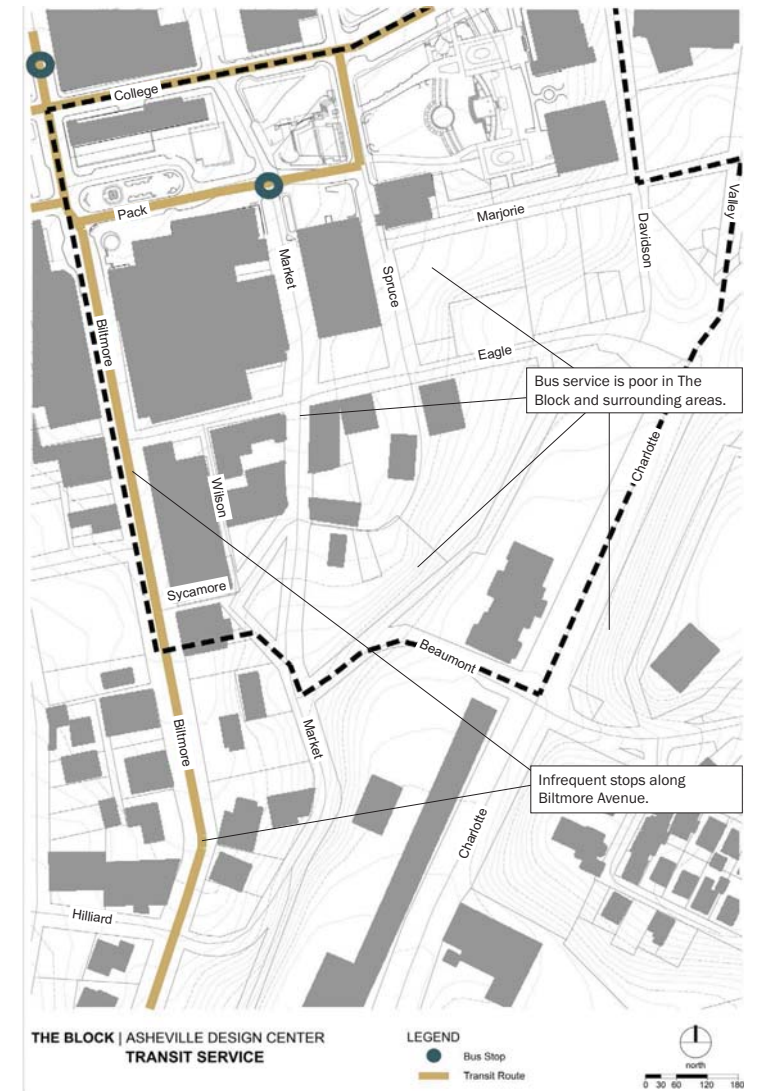 College
Pack
Marjorie
Valley
Davidson
Market
Spruce
Biltmore
Eagle
Bus service is poor in The
Block and surrounding areas.
Charlotte
Wilson
Sycamore
Beaumont
Biltmore
Market
Infrequent stops along
Biltmore Avenue.
Charlotte
Hilliard
THE BLOCK | ASHEVILLE DESIGN CENTER
TRANSIT SERVICE
LEGEND
Bus Stop
Transit Route
north
0 30 60 120 180